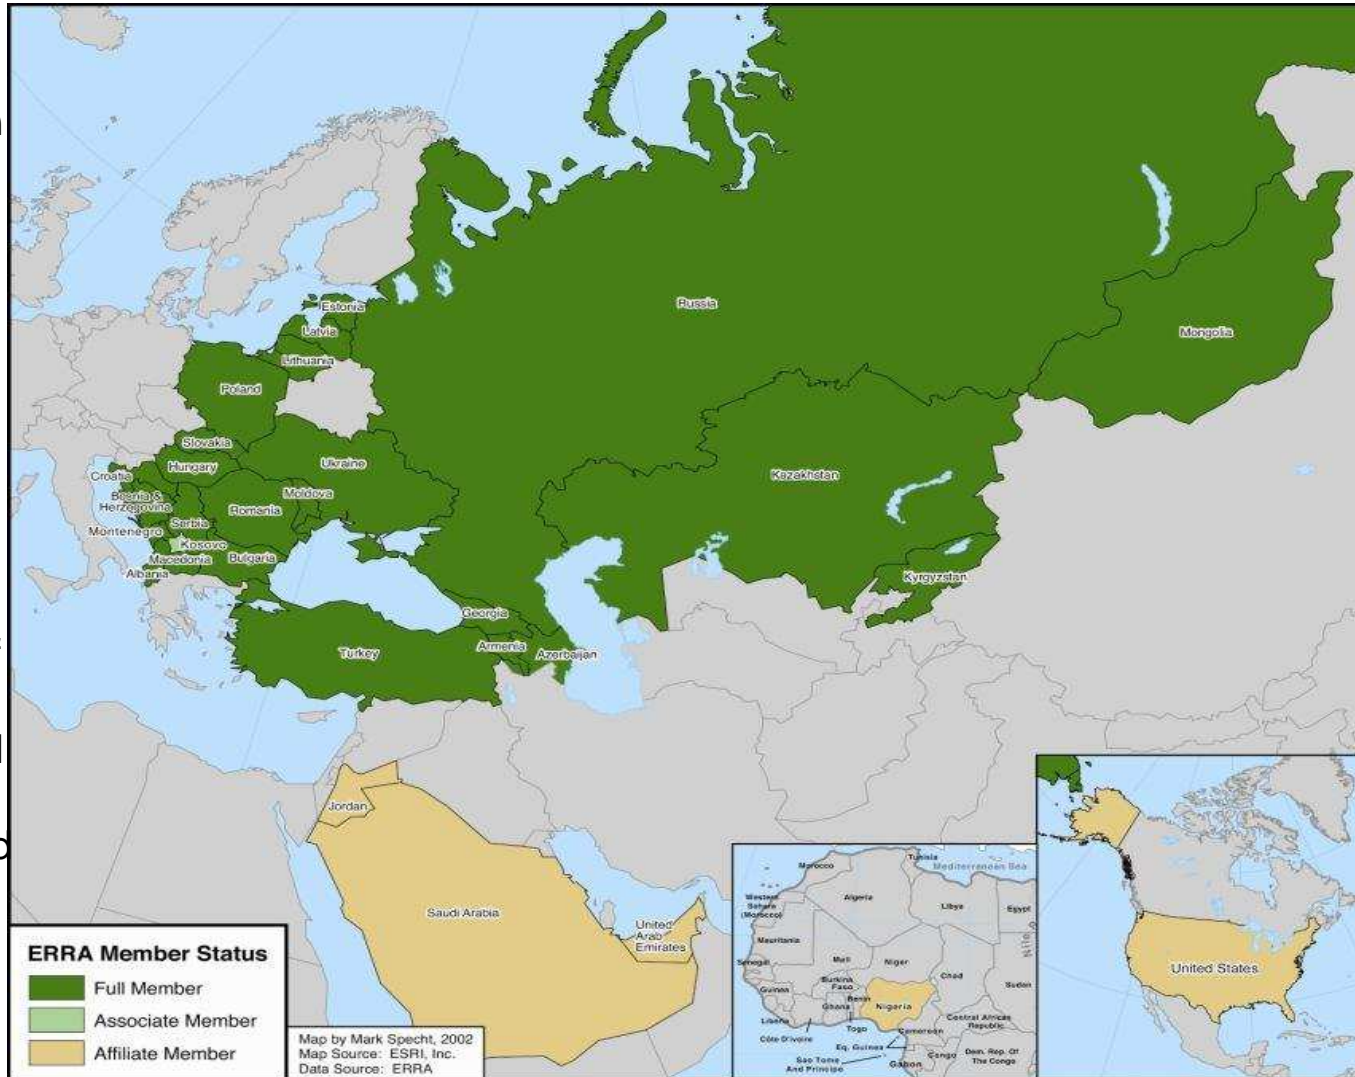 Estonia
Latvia
Lithuania
Russia
Mongolia
Poland
Slovakia
Ukraine
Hungary
Croatia
Kazakhstan
Moldova
Bosnia &
Herzegovina
Romania
Serbia
Montenegro
Kosovo
Macedonia
Bulgaria
Albania
Kyrgyzstan
Georgia
Armenia
Azerbaijan
Turkey
Jordan
Saudi Arabia
United
Arab
Emirates
ERRA Member Status
Full Member
Associate Member
Affiliate Member
Map by Mark Specht, 2002
Map Source: ESRI, Inc.
Data Source: ERRA
Morocco
Tunisia
Mediterranean Sea
Western
Sahara
(Morocco)
Algeria
Libya
Egypt
Mauritania
Mali
Niger
Senegal
Chad
Sudan
Burkina
Faso
Guinea
Benin
Nigeria
Ghana
Liberia
Togo
Côte D'ivoire
Cameroon
Central African
Republic
Eq. Guinea
Sao Tome
And Principe
Gabon
Congo
Dem. Rep. Of
The Congo
United States